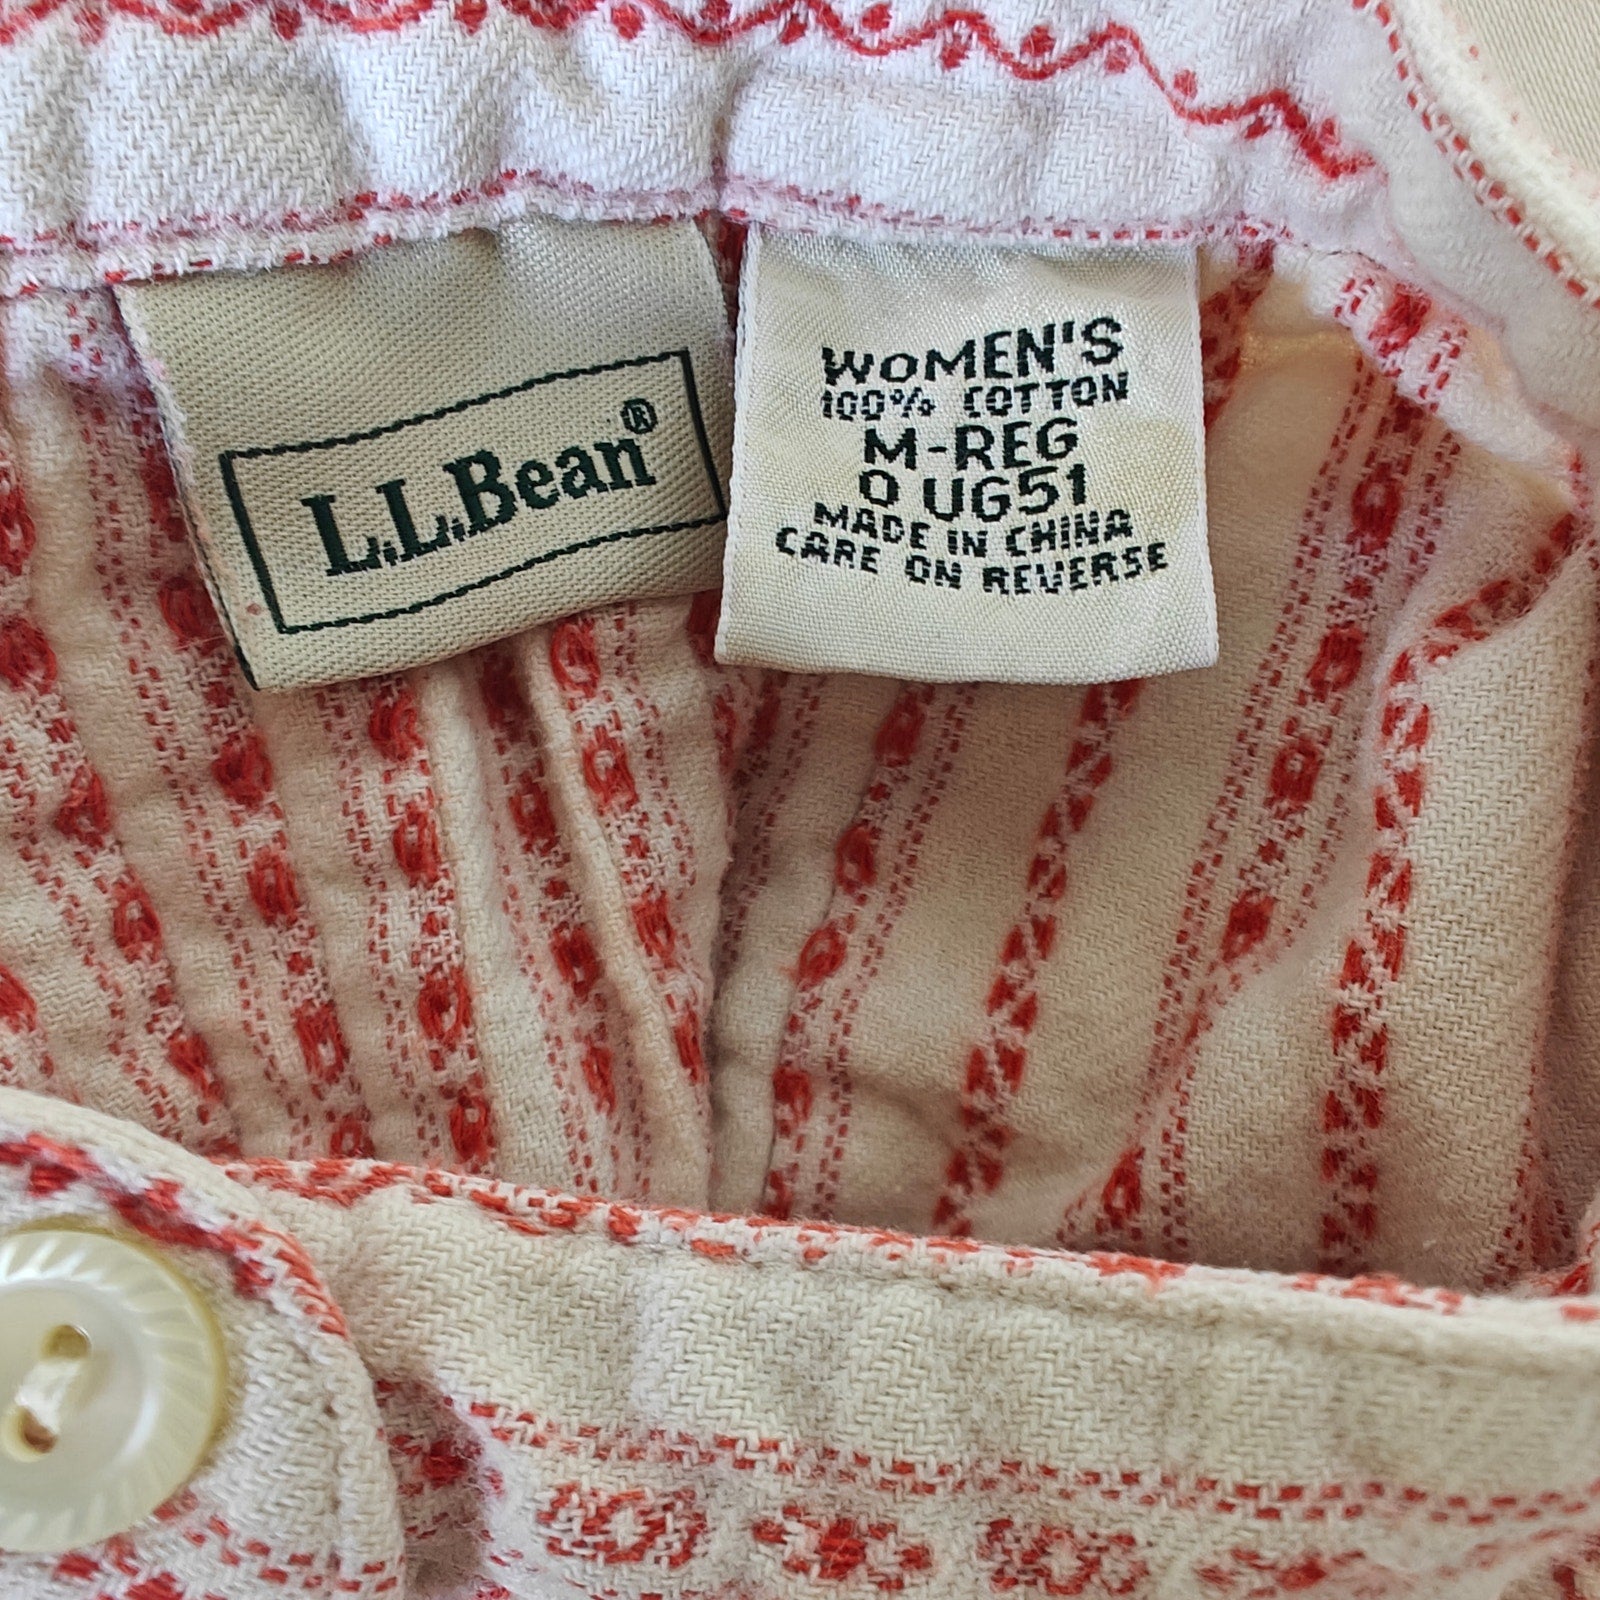 L.L.Bean®
WOMEN'S
100% COTTON
M-REG
0 UG51
MADE IN CHINA
CARE ON REVERSE